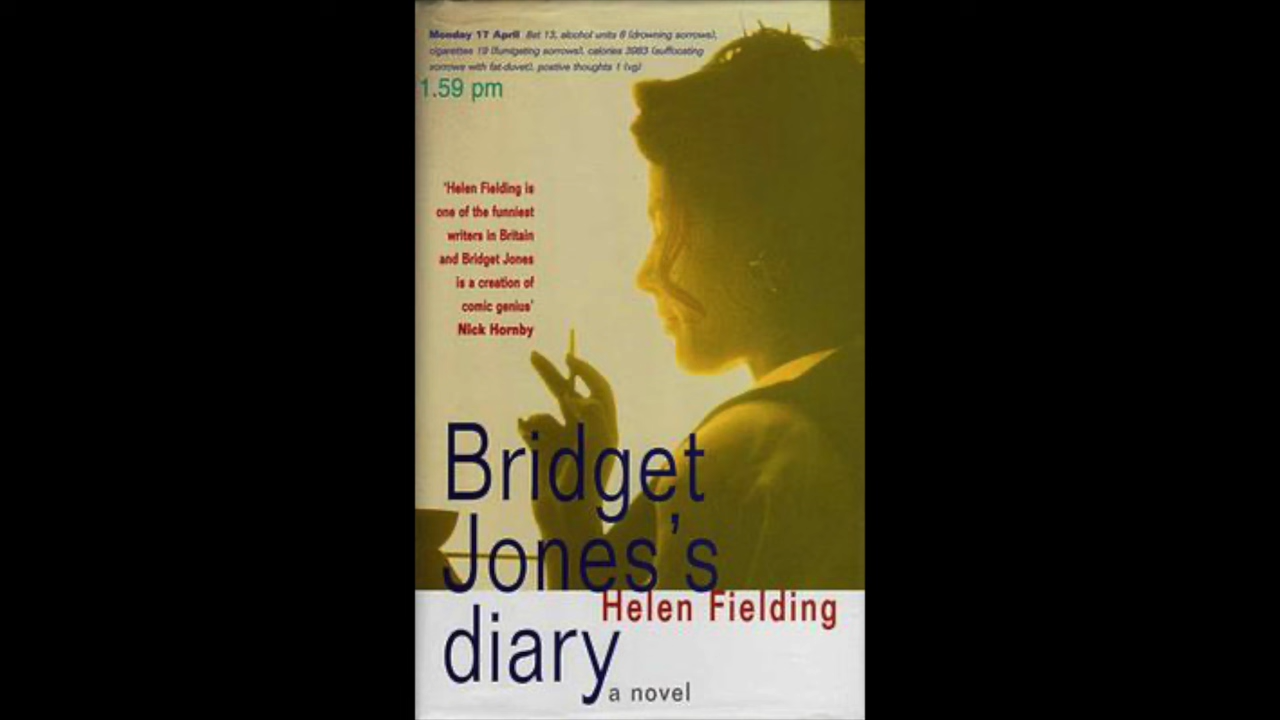 Monday 17 April 8st 13, alcohol units 6 (drowning sorrows),
cigarettes 19 (fumigating sorrows), calories 3983 (suffocating
sorrows with fat-duvet), postive thoughts 1 (vg)
1.59 pm
'Helen Fielding is
one of the funniest
writers in Britain
and Bridget Jones
is a creation of
comic genius'
Nick Hornby
Bridget
Jones's
Helen Fielding
diary
a novel